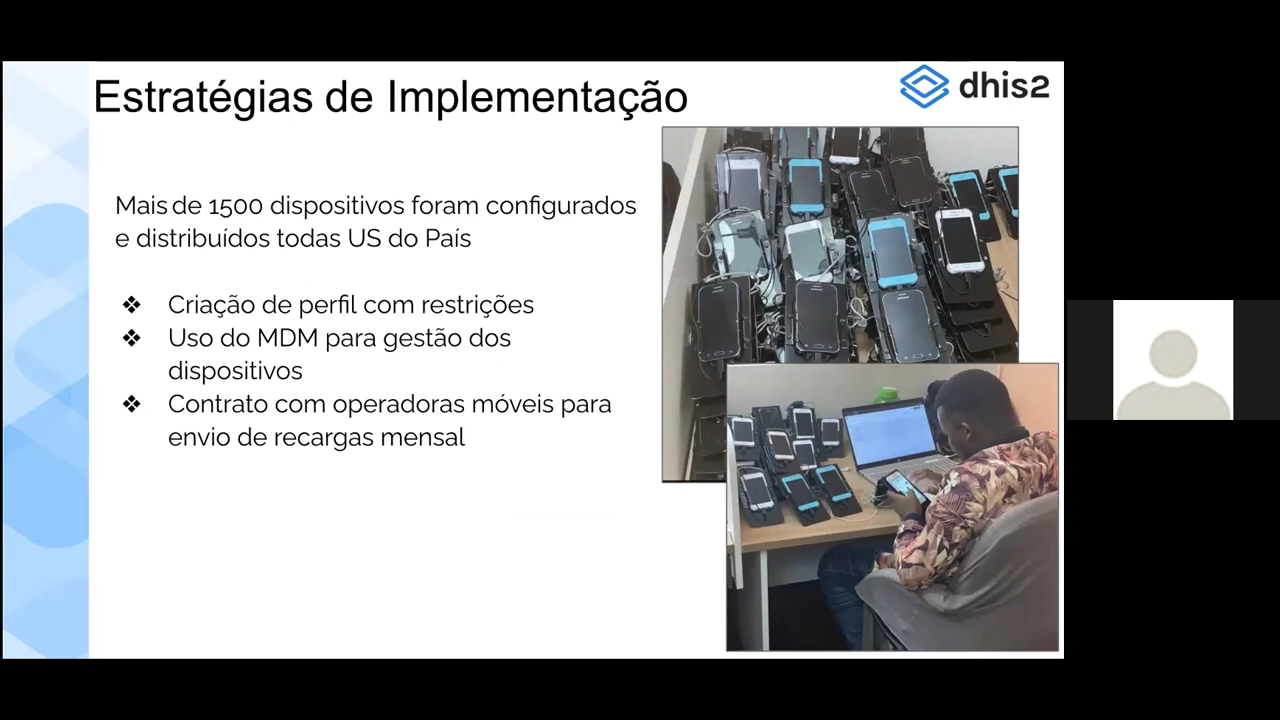 Estratégias de Implementação
dhis2
Mais de 1500 dispositivos foram configurados
e distribuídos todas US do País
❖ Criação de perfil com restrições
❖ Uso do MDM para gestão dos
dispositivos
❖ Contrato com operadoras móveis para
envio de recargas mensal